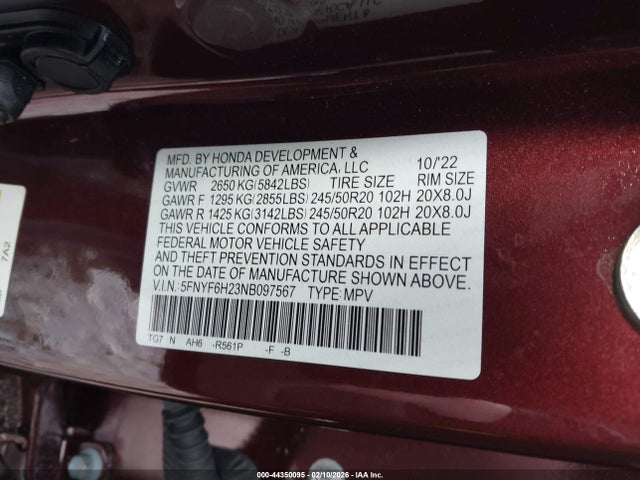 MFD. BY HONDA DEVELOPMENT &
MANUFACTURING OF AMERICA, LLC 10/'22
GVWR 2650 KG(5842LBS) TIRE SIZE RIM SIZE
GAWR F 1295 KG(2855LBS) 245/50R20 102H 20X8.0J
GAWR R 1425 KG(3142LBS) 245/50R20 102H 20X8.0J
THIS VEHICLE CONFORMS TO ALL APPLICABLE
FEDERAL MOTOR VEHICLE SAFETY
AND THEFT PREVENTION STANDARDS IN EFFECT
ON THE DATE OF MANUFACTURE SHOWN ABOVE.
V.I.N.:5FNYF6H23NB097567 TYPE:MPV
TG7 N AH6 -R561P -F -B
7A2
000-44350095 - 02/10/2026 - IAA Inc.